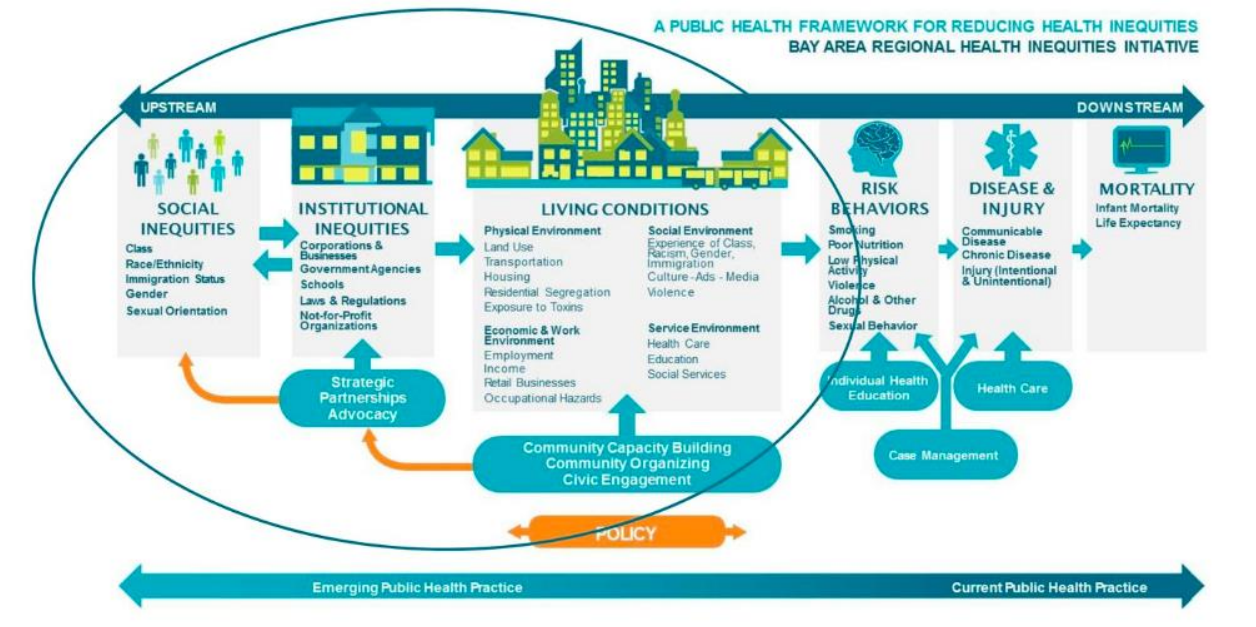 A PUBLIC HEALTH FRAMEWORK FOR REDUCING HEALTH INEQUITIES
BAY AREA REGIONAL HEALTH INEQUITIES INTIATIVE
UPSTREAM
DOWNSTREAM
SOCIAL
INEQUITIES
Class
Race/Ethnicity
Immigration Status
Gender
Sexual Orientation
INSTITUTIONAL
INEQUITIES
Corporations &
Businesses
Government Agencies
Schools
Laws & Regulations
Not-for-Profit
Organizations
LIVING CONDITIONS
Physical Environment
Land Use
Transportation
Housing
Residential Segregation
Exposure to Toxins
Economic & Work
Environment
Employment
Income
Retail Businesses
Occupational Hazards
Social Environment
Experience of Class,
Racism, Gender,
Immigration
Culture - Ads - Media
Violence
Service Environment
Health Care
Education
Social Services
RISK
BEHAVIORS
Smoking
Poor Nutrition
Low Physical
Activity
Violence
Alcohol & Other
Drugs
Sexual Behavior
DISEASE &
INJURY
Communicable
Disease
Chronic Disease
Injury (Intentional
& Unintentional)
MORTALITY
Infant Mortality
Life Expectancy
Strategic
Partnerships
Advocacy
Community Capacity Building
Community Organizing
Civic Engagement
Individual Health
Education
Health Care
Case Management
POLICY
Emerging Public Health Practice
Current Public Health Practice